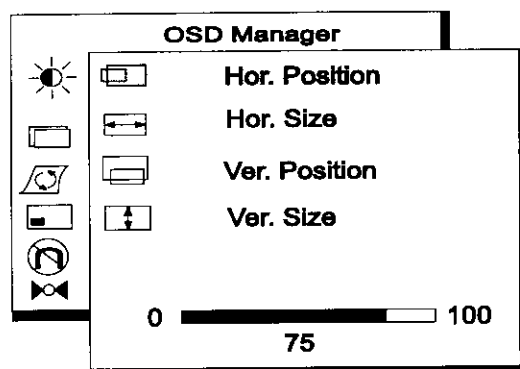 OSD Manager
Hor. Position
Hor. Size
Ver. Position
Ver. Size
0 100
75